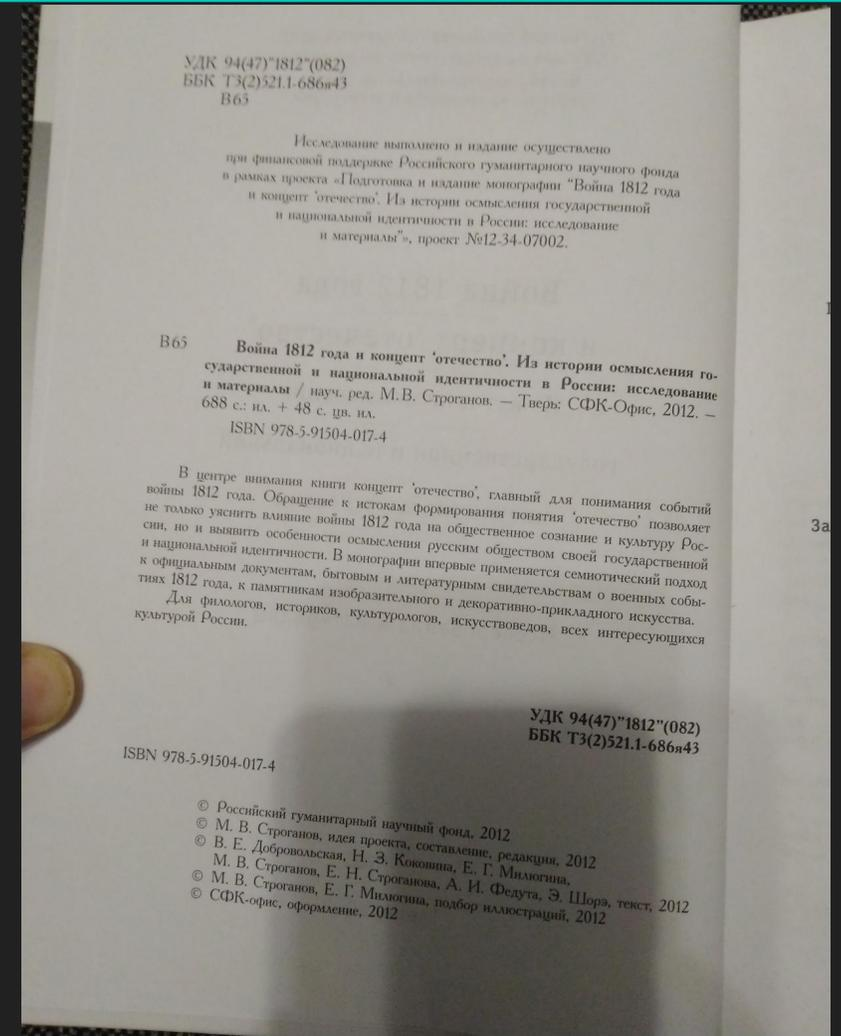 УДК 94(47)"1812"(082)
ББК Т3(2)521.1-686я43
В65
Исследование выполнено и издание осуществлено
при финансовой поддержке Российского гуманитарного научного фонда
в рамках проекта «Подготовка и издание монографии "Война 1812 года
и концепт 'отечество'. Из истории осмысления государственной
и национальной идентичности в России: исследование
и материалы"», проект №12-34-07002.
В65
Война 1812 года и концепт 'отечество'. Из истории осмысления го-
сударственной и национальной идентичности в России: исследование
и материалы / науч. ред. М. В. Строганов. — Тверь: СФК-Офис, 2012. —
688 с.: ил. + 48 с. цв. ил.
ISBN 978-5-91504-017-4
В центре внимания книги концепт 'отечество', главный для понимания событий
войны 1812 года. Обращение к истокам формирования понятия 'отечество' позволяет
не только уяснить влияние войны 1812 года на общественное сознание и культуру Рос-
сии, но и выявить особенности осмысления русским обществом своей государственной
и национальной идентичности. В монографии впервые применяется семиотический подход
к официальным документам, бытовым и литературным свидетельствам о военных собы-
тиях 1812 года, к памятникам изобразительного и декоративно-прикладного искусства.
Для филологов, историков, культурологов, искусствоведов, всех интересующихся
культурой России.
УДК 94(47)"1812"(082)
ББК Т3(2)521.1-686я43
ISBN 978-5-91504-017-4
© Российский гуманитарный научный фонд, 2012
© М. В. Строганов, идея проекта, составление, редакция, 2012
© В. Е. Добровольская, Н. З. Коковина, Е. Г. Милюгина,
М. В. Строганов, Е. Н. Строганова, А. И. Федута, Э. Шорэ, текст, 2012
© М. В. Строганов, Е. Г. Милюгина, подбор иллюстраций, 2012
© СФК-офис, оформление, 2012
За